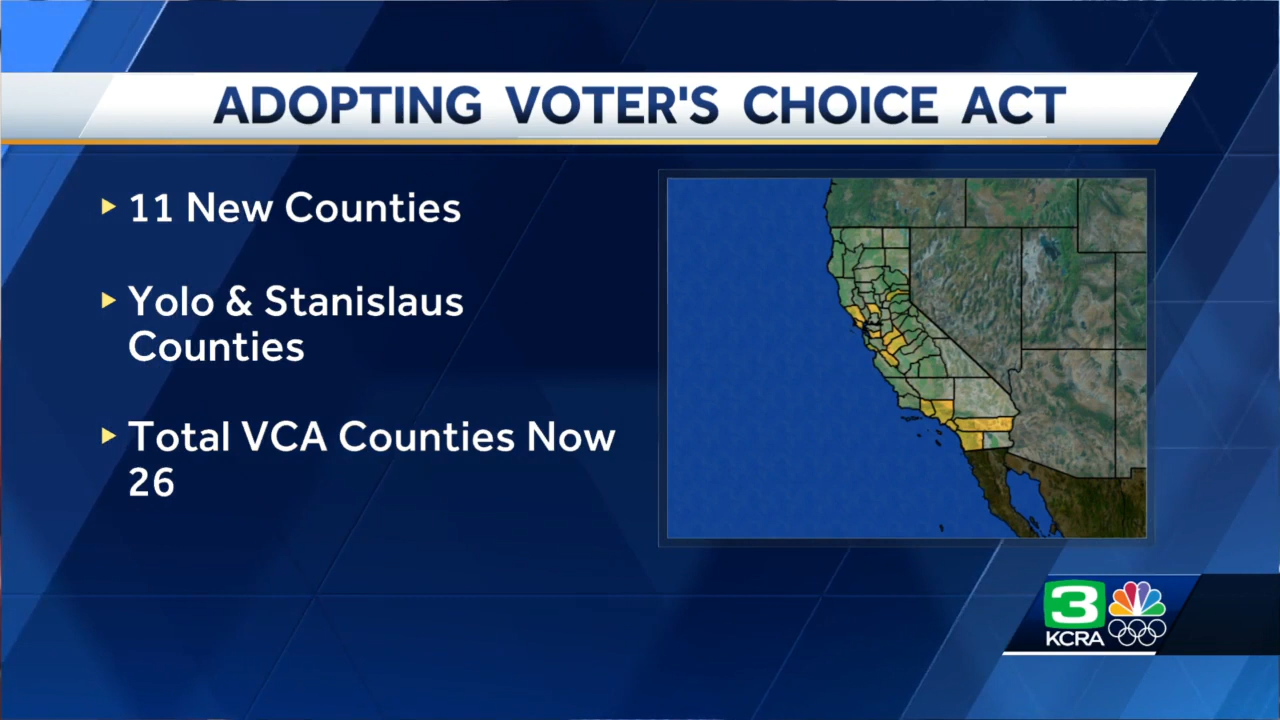 ADOPTING VOTER'S CHOICE ACT
11 New Counties
Yolo & Stanislaus
Counties
Total VCA Counties Now
26
3
KCRA